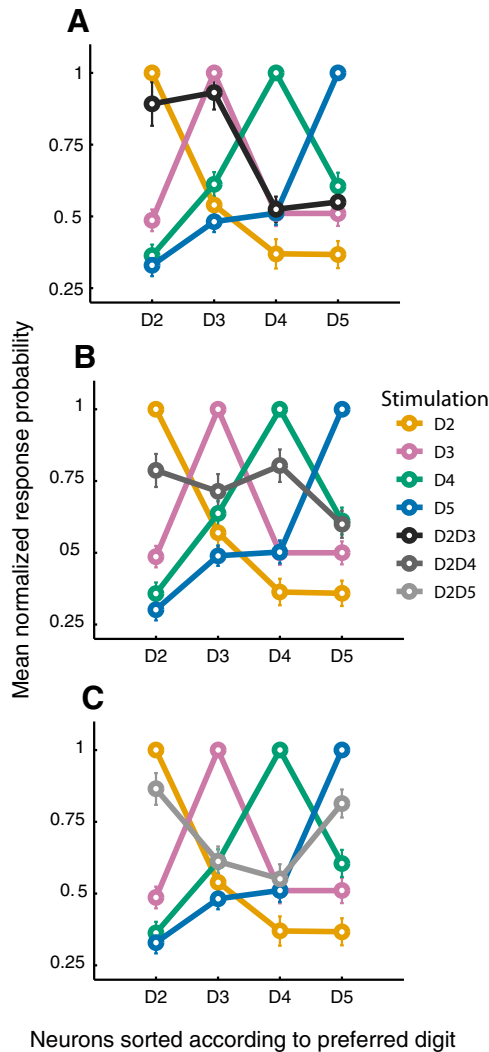 A
1
0.75
0.5
0.25
D2 D3 D4 D5
Mean normalized response probability
B
1
0.75
05
0.25
D2 D3 D4 D5
Stimulation
D2
D3
D4
D5
D2D3
D2D4
D2D5
C
1
0.75
0.5
0.25
D2 D3 D4 D5
Neurons sorted according to preferred digit